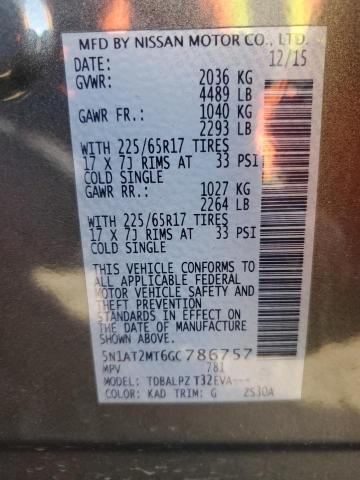 MFD BY NISSAN MOTOR CO., LTD.
DATE: 12/15
GVWR: 2036 KG
4489 LB
GAWR FR.: 1040 KG
2293 LB
WITH 225/65R17 TIRES
17 X 7J RIMS AT 33 PSI
COLD SINGLE
GAWR RR.: 1027 KG
2264 LB
WITH 225/65R17 TIRES
17 X 7J RIMS AT 33 PSI
COLD SINGLE
THIS VEHICLE CONFORMS TO
ALL APPLICABLE FEDERAL
MOTOR VEHICLE SAFETY AND
THEFT PREVENTION
STANDARDS IN EFFECT ON
THE DATE OF MANUFACTURE
SHOWN ABOVE.
5N1AT2MT6GC786757
MPV 781
MODEL: TDBALPZ T32EVA---
COLOR: KAD TRIM: G ZS30A